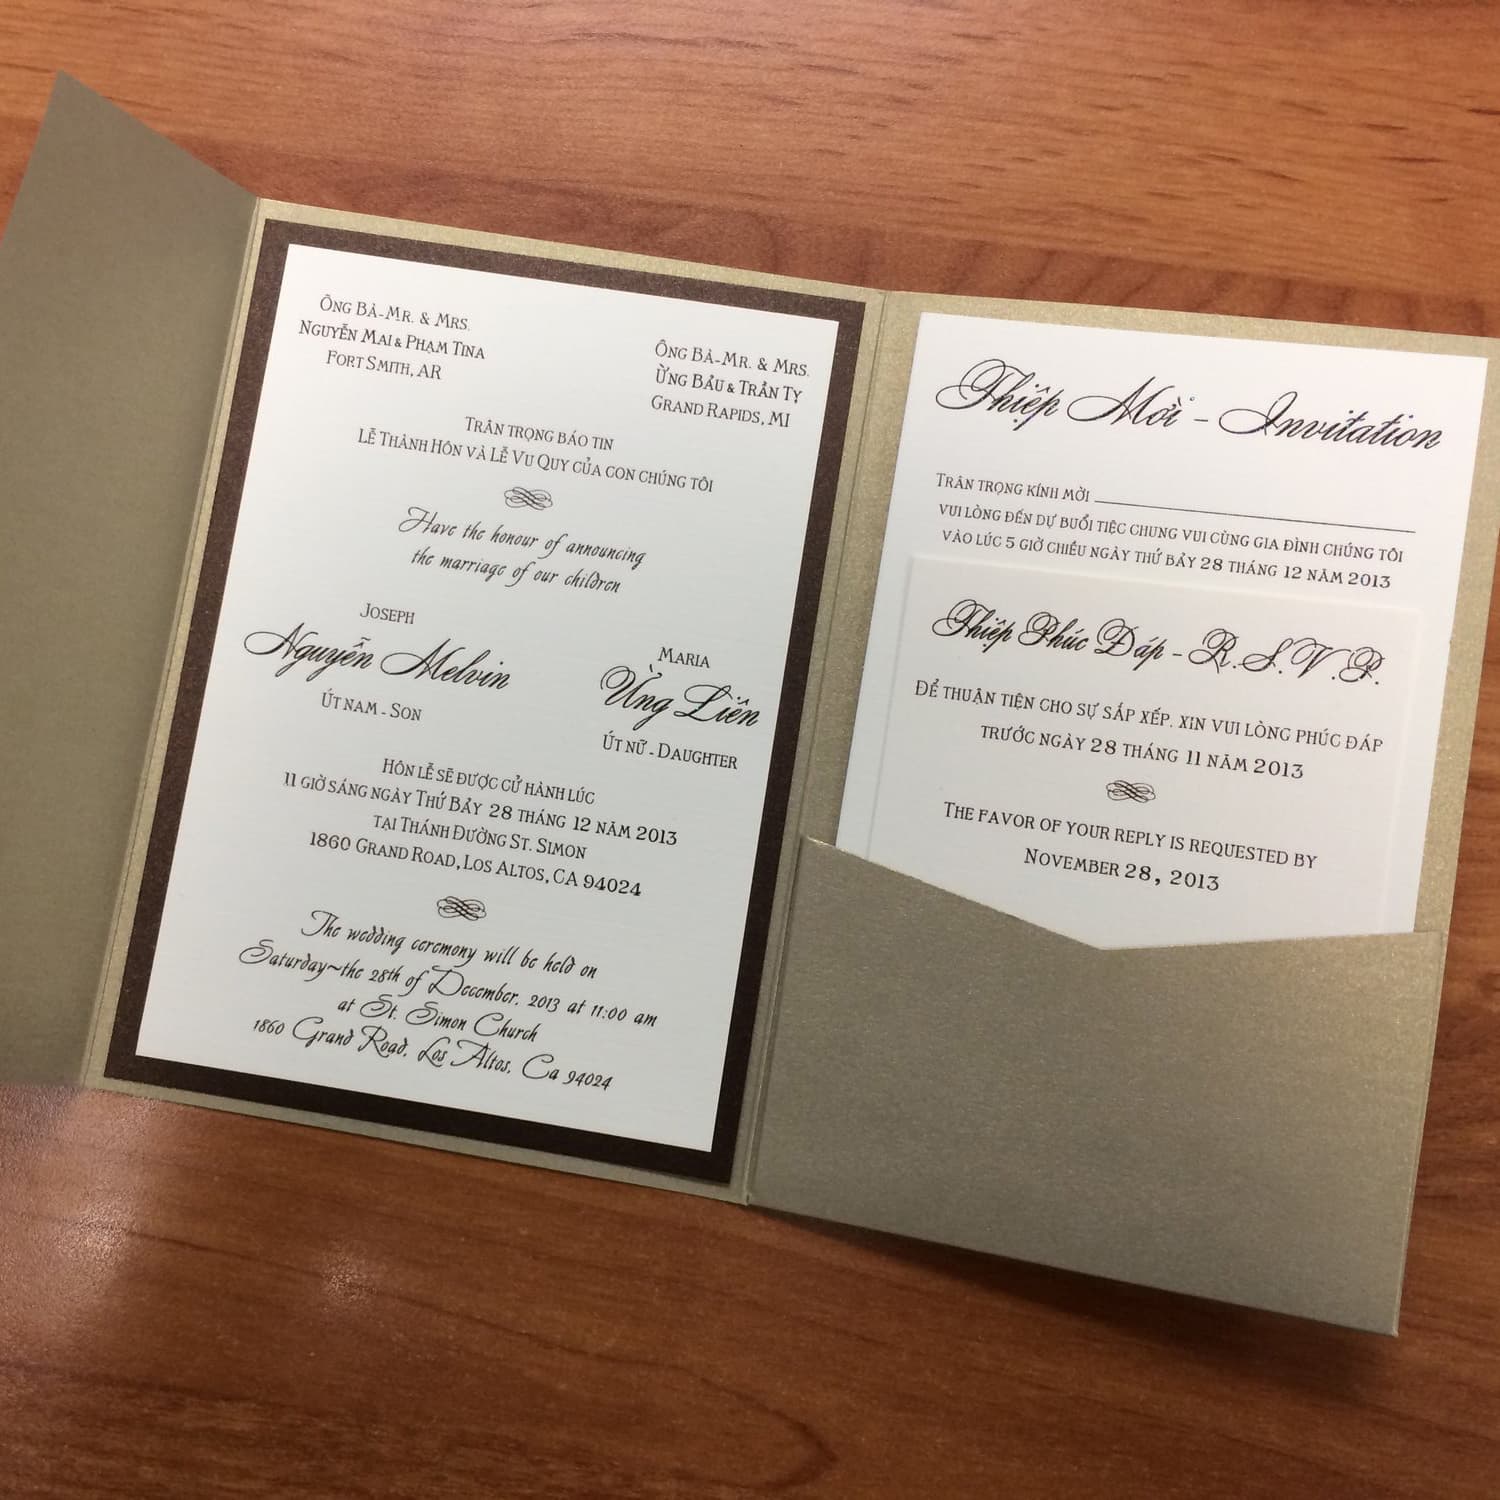 Ông Bà-Mr. & Mrs.
Nguyễn Mai & Phạm Tina
Fort Smith, AR
Ông Bà-Mr. & Mrs.
Ừng Bảu & Trần Ty
Grand Rapids, MI
Trân trọng báo tin
Lễ Thành Hôn và Lễ Vu Quy của con chúng tôi
Have the honour of announcing
the marriage of our children
Joseph
Nguyễn Melvin
Út nam - Son
Maria
Ừng Liên
Út nữ - Daughter
Hôn lễ sẽ được cử hành lúc
11 giờ sáng ngày Thứ Bảy 28 tháng 12 năm 2013
tại Thánh Đường St. Simon
1860 Grand Road, Los Altos, CA 94024
The wedding ceremony will be held on
Saturday~the 28th of December, 2013 at 11:00 am
at St. Simon Church
1860 Grand Road, Los Altos, Ca 94024
Thiệp Mời - Invitation
Trân trọng kính mời
vui lòng đến dự buổi tiệc chung vui cùng gia đình chúng tôi
vào lúc 5 giờ chiều ngày thứ bảy 28 tháng 12 năm 2013
Thiệp Phúc Đáp - R.S.V.P.
Để thuận tiện cho sự sắp xếp, xin vui lòng phúc đáp
trước ngày 28 tháng 11 năm 2013
The favor of your reply is requested by
November 28, 2013